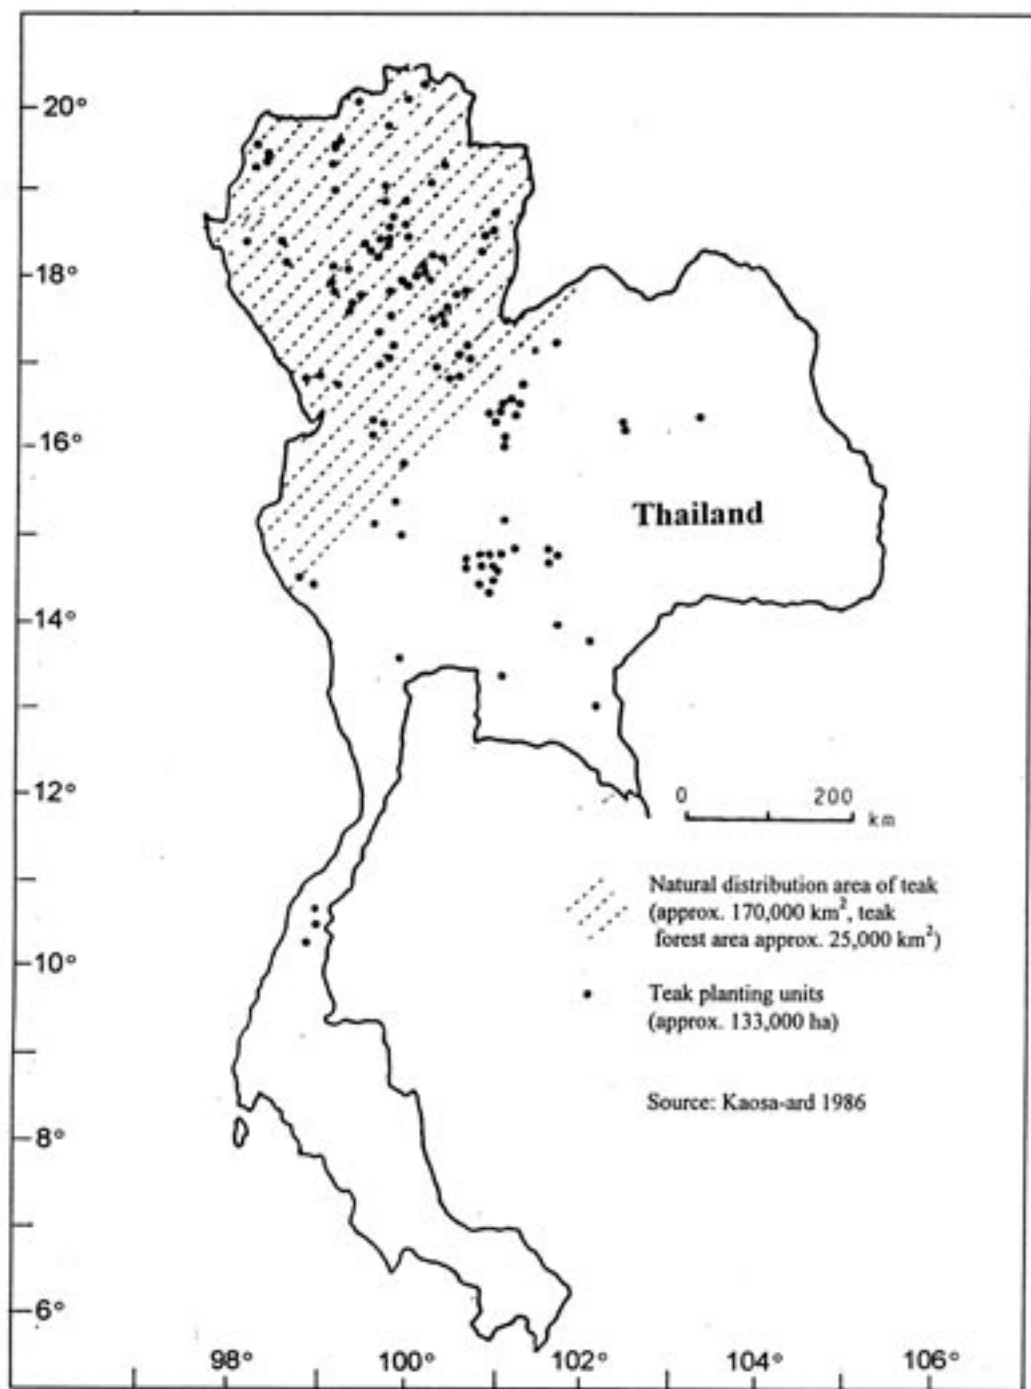 20°
18°
16°
Thailand
14°
12°
0 200
km
Natural distribution area of teak
(approx. 170,000 km², teak
forest area approx. 25,000 km²)
10°
Teak planting units
(approx. 133,000 ha)
Source: Kaosa-ard 1986
8°
6°
98° 100° 102° 104° 106°